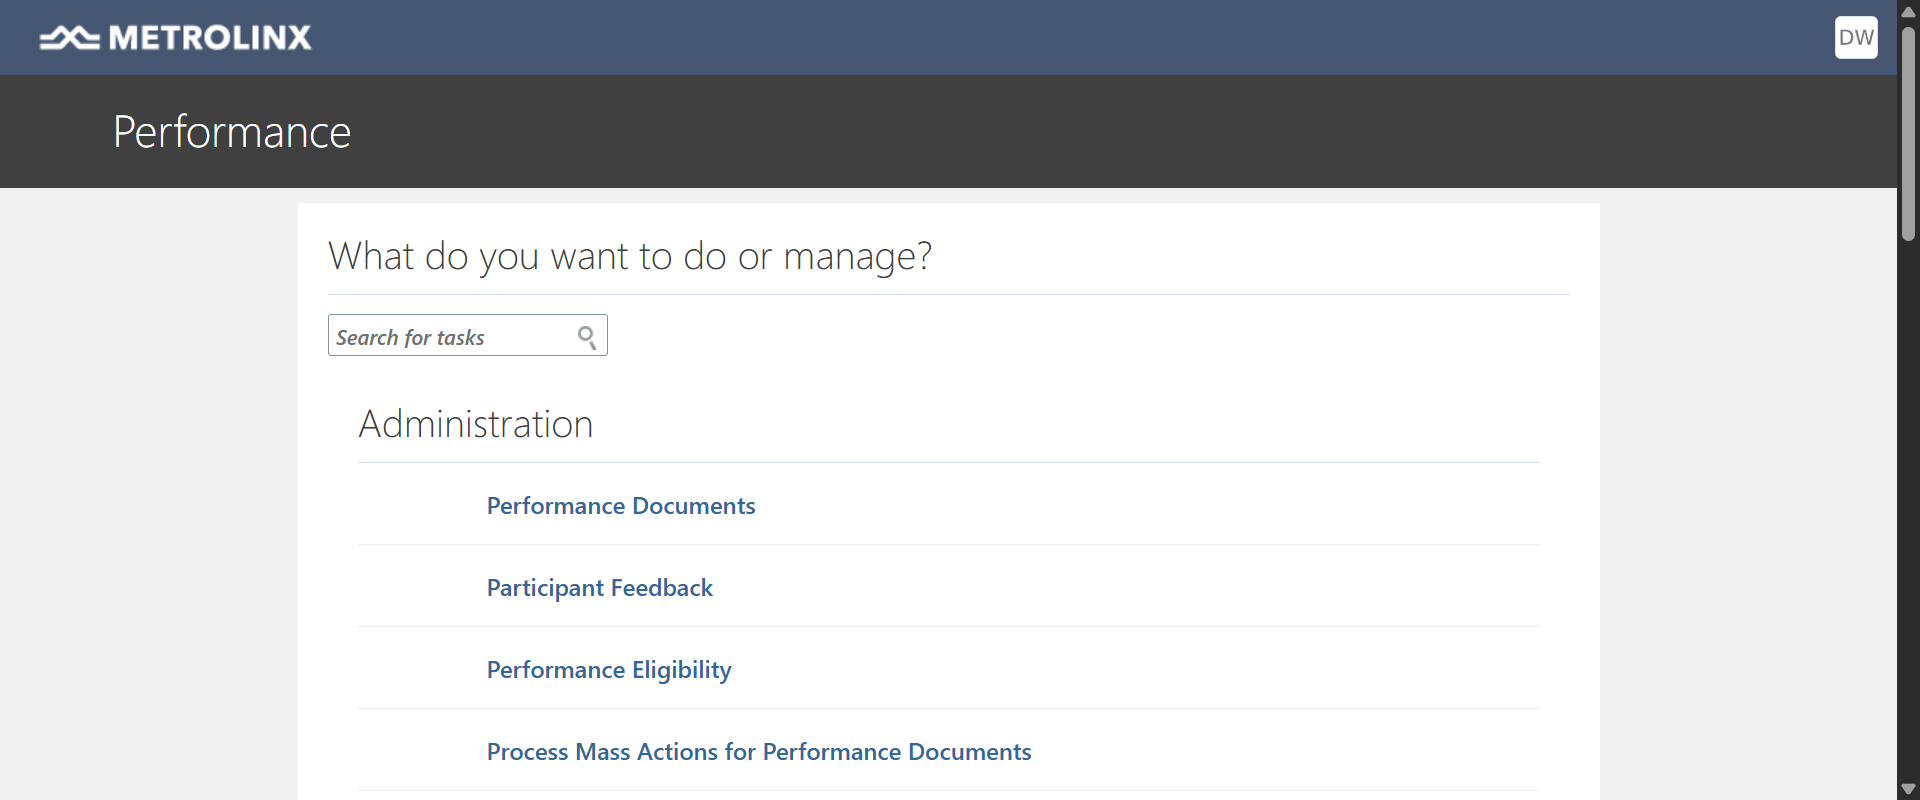 METROLINX
DW
Performance
What do you want to do or manage?
Search for tasks
Administration
Performance Documents
Participant Feedback
Performance Eligibility
Process Mass Actions for Performance Documents